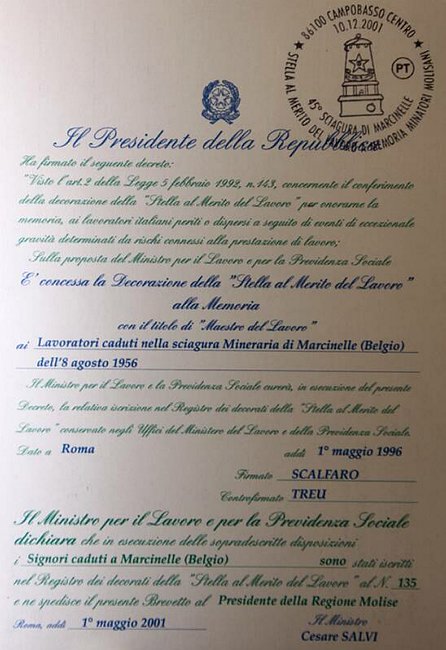 ★ 86100 CAMPOBASSO CENTRO ★
10.12.2001
PT
45° SCIAGURA DI MARCINELLE
STELLA AL MERITO DEL LAVORO ALLA MEMORIA MINATORI MOLISANI
Il Presidente della Repubblica
Ha firmato il seguente decreto:
"Visto l'art. 2 della Legge 5 febbraio 1992, n. 143, concernente il conferimento
della decorazione della "Stella al Merito del Lavoro" per onorarne la
memoria, ai lavoratori italiani periti o dispersi a seguito di eventi di eccezionale
gravità determinati da rischi connessi alla prestazione di lavoro;
Sulla proposta del Ministro per il Lavoro e per la Previdenza Sociale
E' concessa la Decorazione della "Stella al Merito del Lavoro"
alla Memoria
con il titolo di "Maestro del Lavoro"
ai Lavoratori caduti nella sciagura Mineraria di Marcinelle (Belgio)
dell'8 agosto 1956
Il Ministro per il Lavoro e la Previdenza Sociale curerà, in esecuzione del presente
Decreto, la relativa iscrizione nel Registro dei decorati della "Stella al Merito del
Lavoro" conservato negli Uffici del Ministero del Lavoro e della Previdenza Sociale.
Dato a Roma addì 1° maggio 1996
Firmato SCALFARO
Controfirmato TREU
Il Ministro per il Lavoro e per la Previdenza Sociale
dichiara che in esecuzione delle sopradescritte disposizioni
i Signori caduti a Marcinelle (Belgio) sono stati iscritti
nel Registro dei decorati della "Stella al Merito del Lavoro" al N. 135
e ne spedisce il presente Brevetto al Presidente della Regione Molise
Roma, addì 1° maggio 2001 Il Ministro
Cesare SALVI